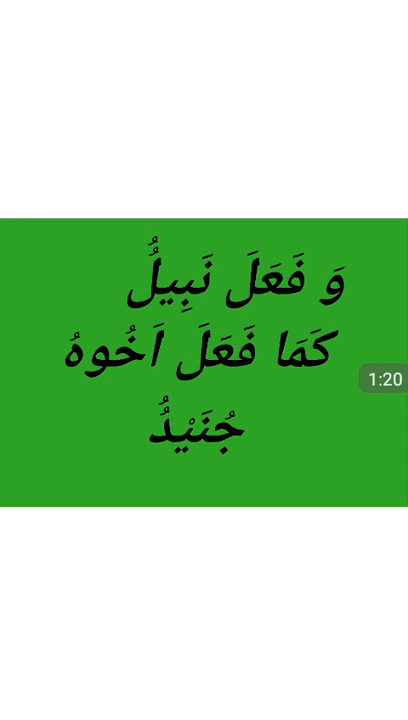 وَ فَعَلَ نَبِيلٌ
كَمَا فَعَلَ اَخُوهُ
جُنَيْدٌ
1:20